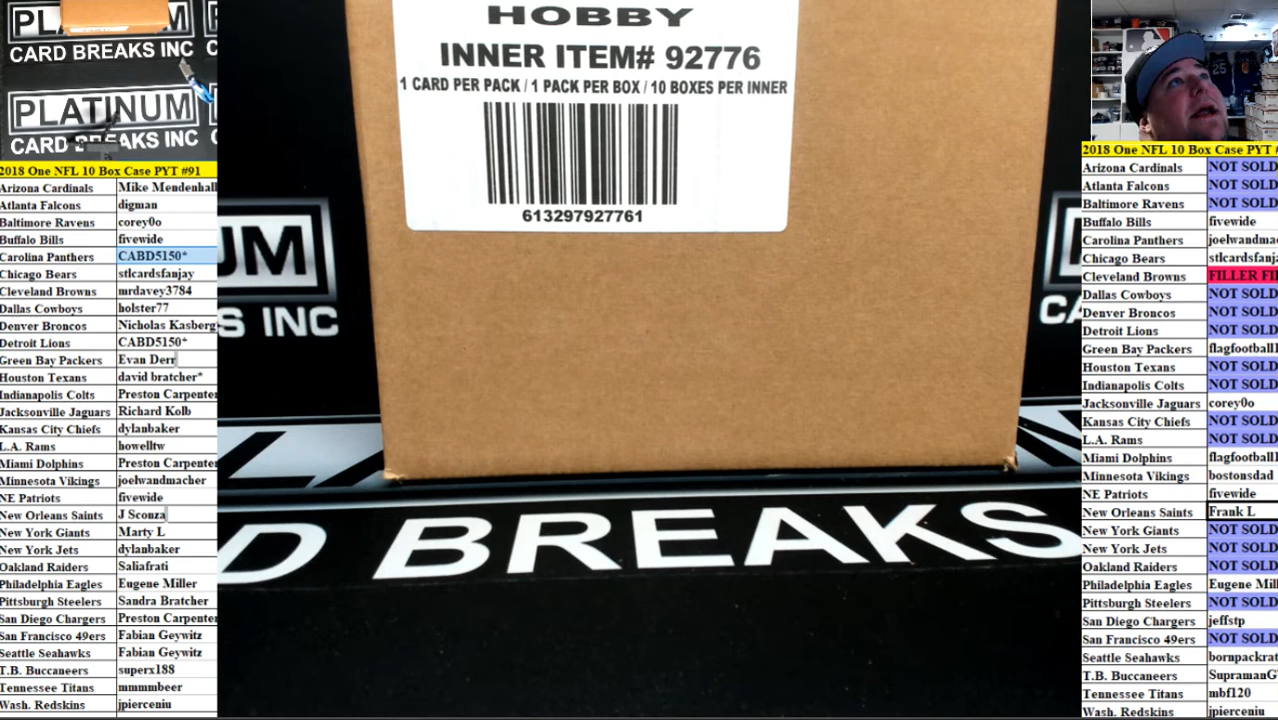 PLATINUM
CARD BREAKS INC
PLATINUM
CARD BREAKS INC
2018 One NFL 10 Box Case PYT #91
Arizona Cardinals Mike Mendenhall
Atlanta Falcons digman
Baltimore Ravens corey0o
Buffalo Bills fivewide
Carolina Panthers CABD5150*
Chicago Bears stlcardsfanjay
Cleveland Browns mrdavey3784
Dallas Cowboys holster77
Denver Broncos Nicholas Kasberg
Detroit Lions CABD5150*
Green Bay Packers Evan Derr
Houston Texans david bratcher*
Indianapolis Colts Preston Carpenter
Jacksonville Jaguars Richard Kolb
Kansas City Chiefs dylanbaker
L.A. Rams howelltw
Miami Dolphins Preston Carpenter
Minnesota Vikings joelwandmacher
NE Patriots fivewide
New Orleans Saints J Sconza
New York Giants Marty L
New York Jets dylanbaker
Oakland Raiders Saliafrati
Philadelphia Eagles Eugene Miller
Pittsburgh Steelers Sandra Bratcher
San Diego Chargers Preston Carpenter
San Francisco 49ers Fabian Geywitz
Seattle Seahawks Fabian Geywitz
T.B. Buccaneers superx188
Tennessee Titans mmmmbeer
Wash. Redskins jpierceniu
HOBBY
INNER ITEM# 92776
1 CARD PER PACK / 1 PACK PER BOX / 10 BOXES PER INNER
613297927761
UM
S INC
CA
D BREAKS
2018 One NFL 10 Box Case PYT #
Arizona Cardinals NOT SOLD
Atlanta Falcons NOT SOLD
Baltimore Ravens NOT SOLD
Buffalo Bills fivewide
Carolina Panthers joelwandma
Chicago Bears stlcardsfanj
Cleveland Browns FILLER FI
Dallas Cowboys NOT SOLD
Denver Broncos NOT SOLD
Detroit Lions NOT SOLD
Green Bay Packers flagfootball
Houston Texans NOT SOLD
Indianapolis Colts NOT SOLD
Jacksonville Jaguars corey0o
Kansas City Chiefs NOT SOLD
L.A. Rams NOT SOLD
Miami Dolphins flagfootball
Minnesota Vikings bostonsdad
NE Patriots fivewide
New Orleans Saints Frank L
New York Giants NOT SOLD
New York Jets NOT SOLD
Oakland Raiders NOT SOLD
Philadelphia Eagles Eugene Mil
Pittsburgh Steelers NOT SOLD
San Diego Chargers jeffstp
San Francisco 49ers NOT SOLD
Seattle Seahawks bornpackrat
T.B. Buccaneers SupramanG
Tennessee Titans mbf120
Wash. Redskins jpierceniu